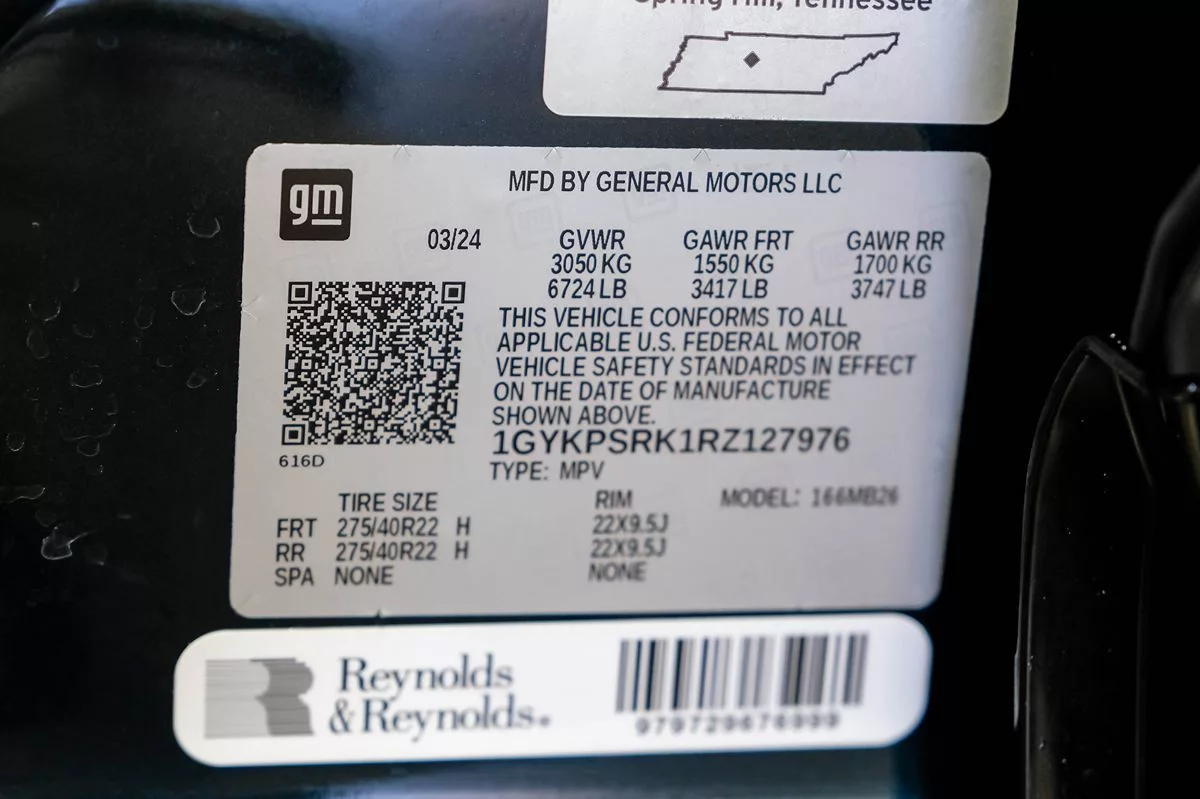 Spring Hill, Tennessee
gm
MFD BY GENERAL MOTORS LLC
03/24 GVWR GAWR FRT GAWR RR
3050 KG 1550 KG 1700 KG
6724 LB 3417 LB 3747 LB
THIS VEHICLE CONFORMS TO ALL
APPLICABLE U.S. FEDERAL MOTOR
VEHICLE SAFETY STANDARDS IN EFFECT
ON THE DATE OF MANUFACTURE
SHOWN ABOVE.
1GYKPSRK1RZ127976
616D
TYPE: MPV
TIRE SIZE RIM MODEL: 166MB26
FRT 275/40R22 H 22X9.5J
RR 275/40R22 H 22X9.5J
SPA NONE NONE
Reynolds
& Reynolds.